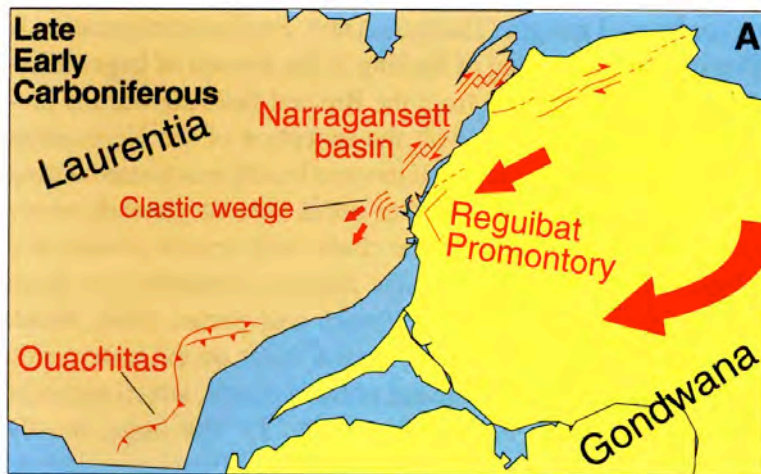 Late
Early
Carboniferous
A
Laurentia
Narragansett
basin
Clastic wedge
Reguibat
Promontory
Ouachitas
Gondwana